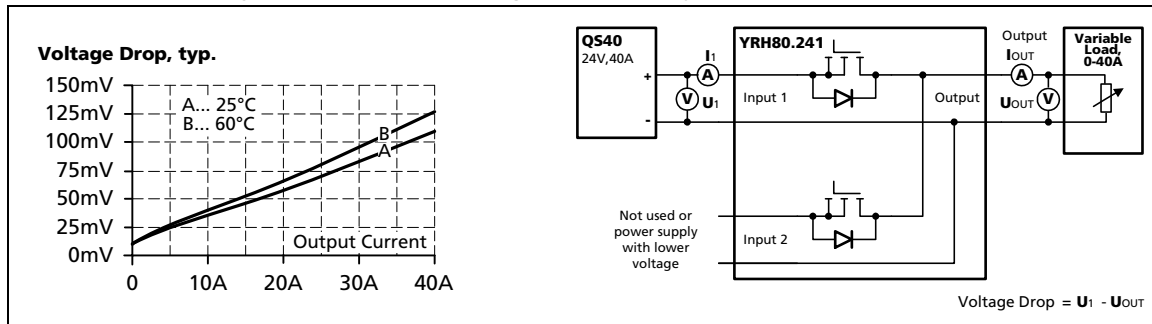 Voltage Drop, typ.
150mV
125mV
100mV
75mV
50mV
25mV
0mV
A... 25°C
B... 60°C
B
A
Output Current
0 10A 20A 30A 40A
QS40
24V,40A
+
-
I1
A
V U1
YRH80.241
Input 1
Output
Input 2
Not used or
power supply
with lower
voltage
Output
IOUT
A
UOUT V
Variable
Load,
0-40A
Voltage Drop = U1 - UOUT